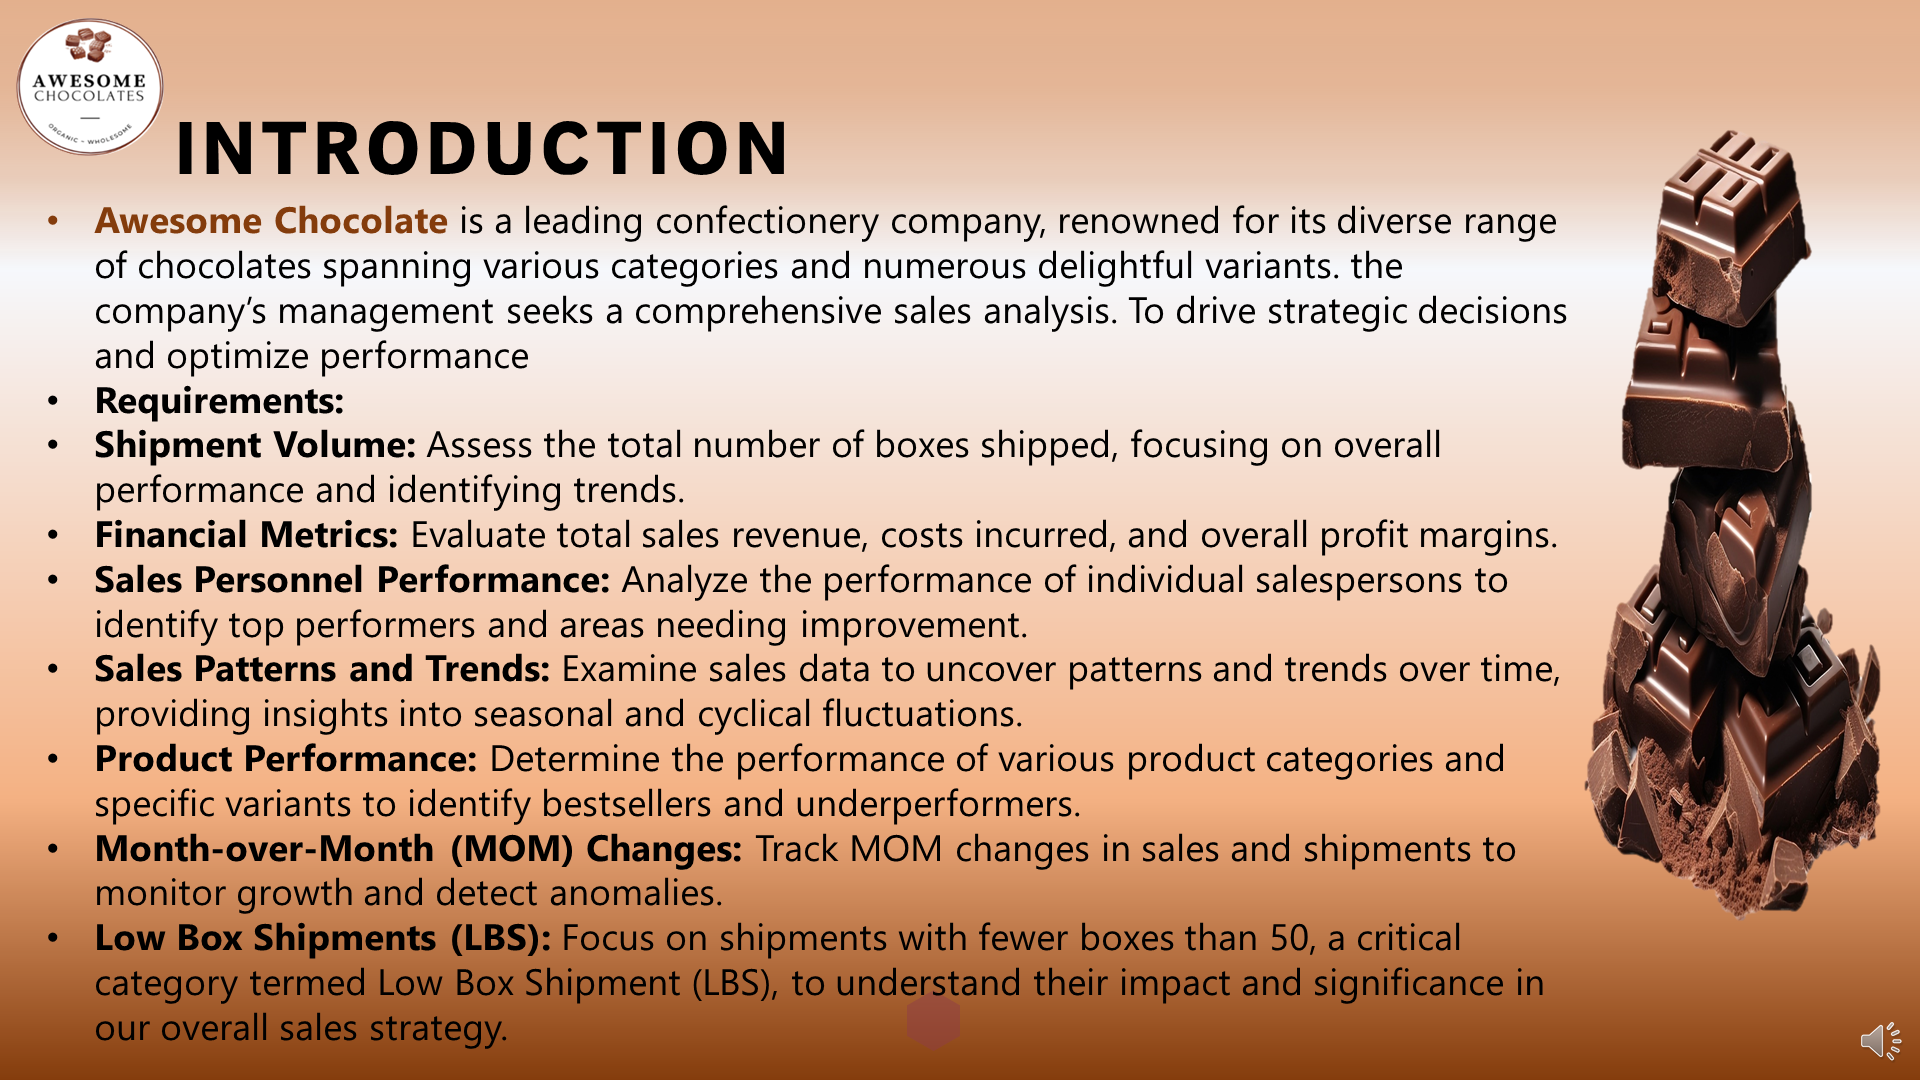 AWESOME
CHOCOLATES
ORGANIC - WHOLESOME
INTRODUCTION
• Awesome Chocolate is a leading confectionery company, renowned for its diverse range
of chocolates spanning various categories and numerous delightful variants. the
company’s management seeks a comprehensive sales analysis. To drive strategic decisions
and optimize performance
• Requirements:
• Shipment Volume: Assess the total number of boxes shipped, focusing on overall
performance and identifying trends.
• Financial Metrics: Evaluate total sales revenue, costs incurred, and overall profit margins.
• Sales Personnel Performance: Analyze the performance of individual salespersons to
identify top performers and areas needing improvement.
• Sales Patterns and Trends: Examine sales data to uncover patterns and trends over time,
providing insights into seasonal and cyclical fluctuations.
• Product Performance: Determine the performance of various product categories and
specific variants to identify bestsellers and underperformers.
• Month-over-Month (MOM) Changes: Track MOM changes in sales and shipments to
monitor growth and detect anomalies.
• Low Box Shipments (LBS): Focus on shipments with fewer boxes than 50, a critical
category termed Low Box Shipment (LBS), to understand their impact and significance in
our overall sales strategy.